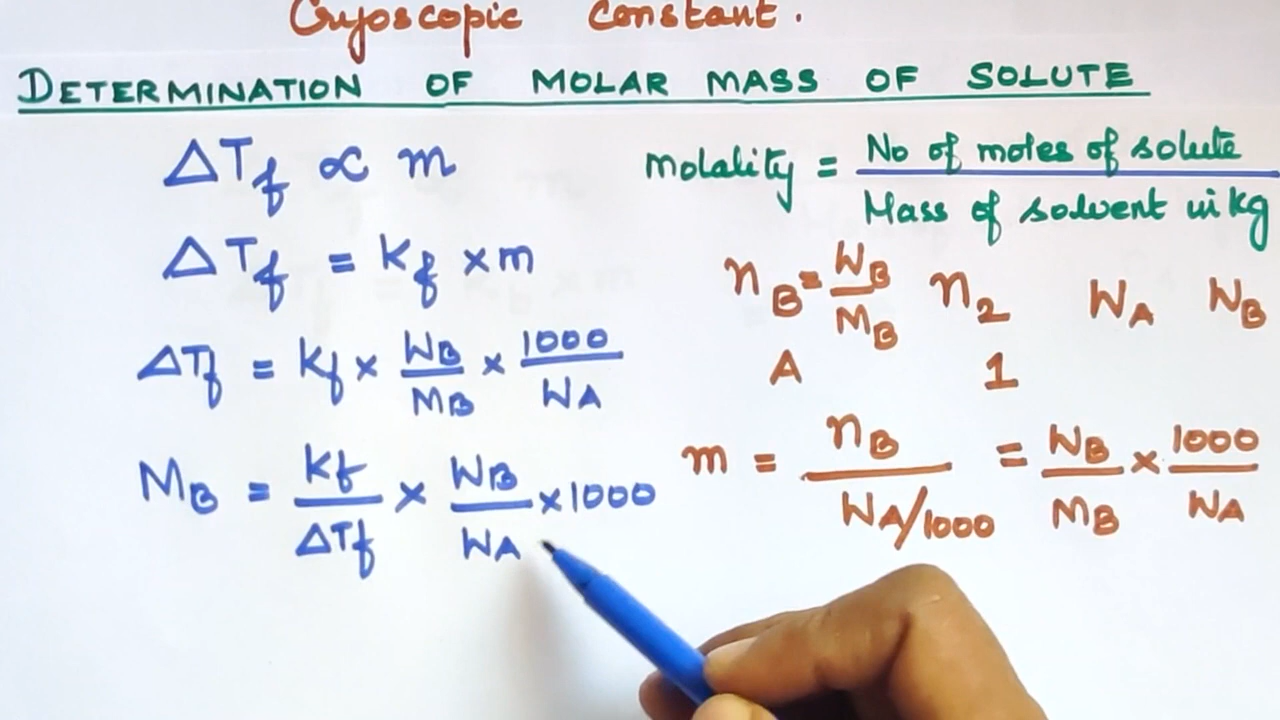 Cryoscopic constant.
DETERMINATION OF MOLAR MASS OF SOLUTE
ΔTf ∝ m
ΔTf = Kf × m
ΔTf = Kf × WB/MB × 1000/WA
MB = Kf/ΔTf × WB/WA × 1000
Molality = No of moles of solute / Mass of solvent in kg
nB = WB/MB n2 WA WB
A 1
m = nB / WA/1000 = WB/MB × 1000/WA